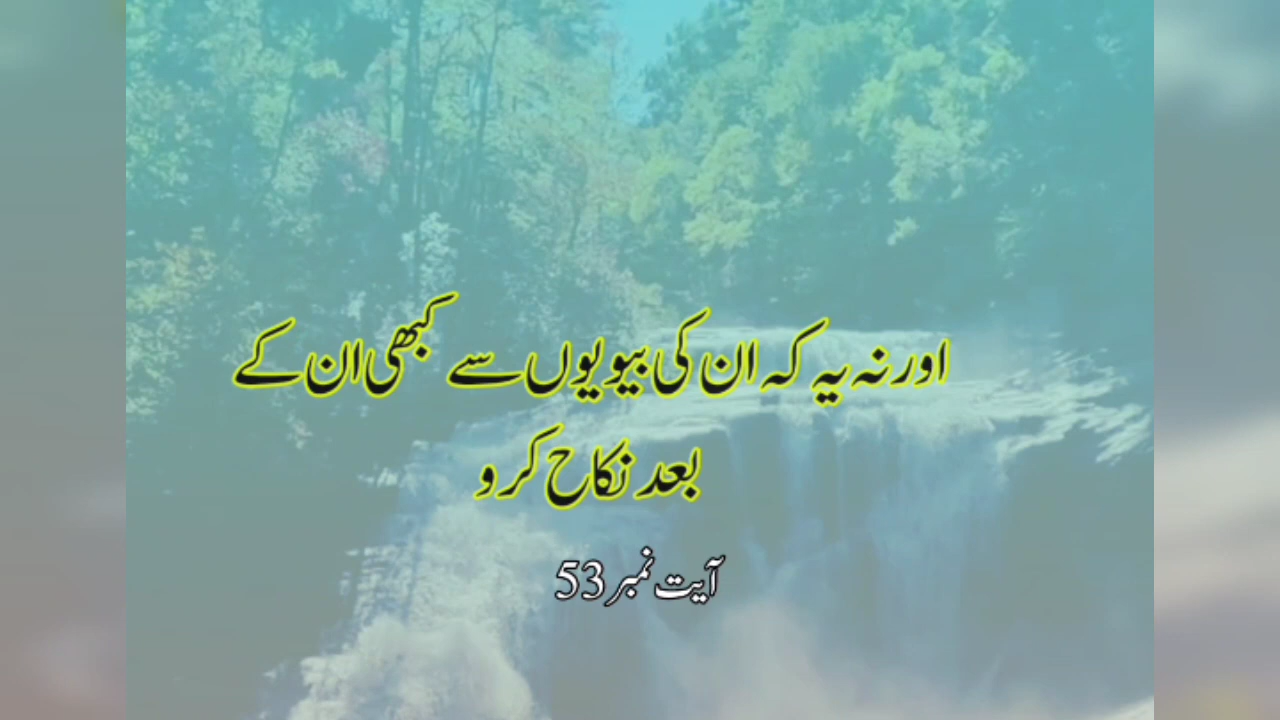 اور نہ یہ کہ ان کی بیویوں سے کبھی ان کے
بعد نکاح کرو
آیت نمبر 53